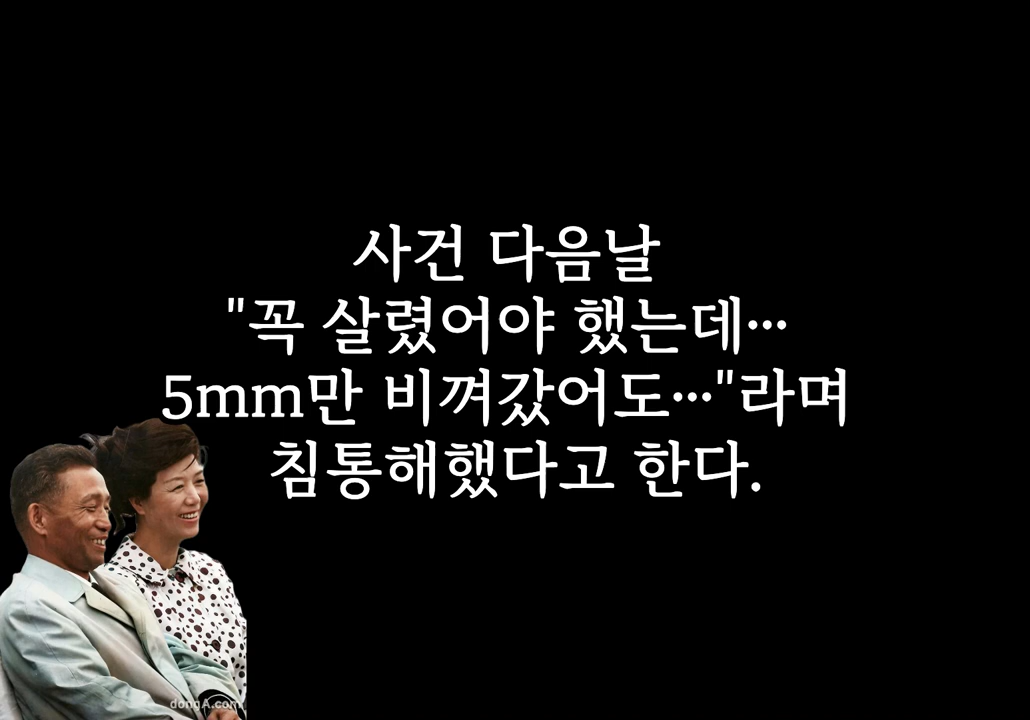 사건 다음날
"꼭 살렸어야 했는데…
5mm만 비껴갔어도…"라며
침통해했다고 한다.
dongA.com